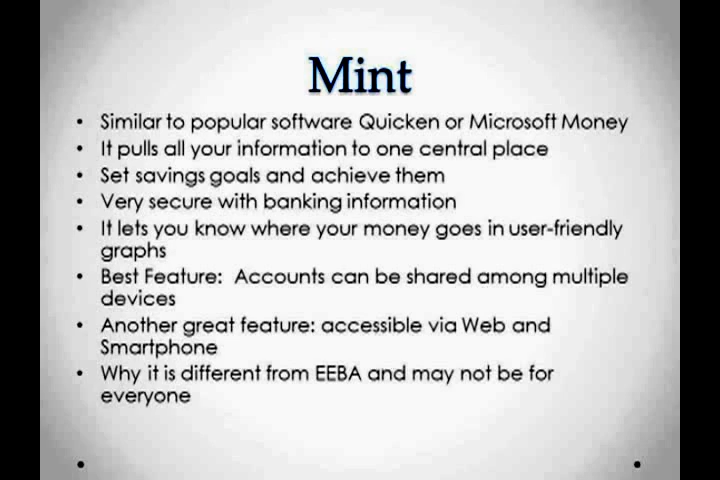 Mint
• Similar to popular software Quicken or Microsoft Money
• It pulls all your information to one central place
• Set savings goals and achieve them
• Very secure with banking information
• It lets you know where your money goes in user-friendly
graphs
• Best Feature:  Accounts can be shared among multiple
devices
• Another great feature: accessible via Web and
Smartphone
• Why it is different from EEBA and may not be for
everyone